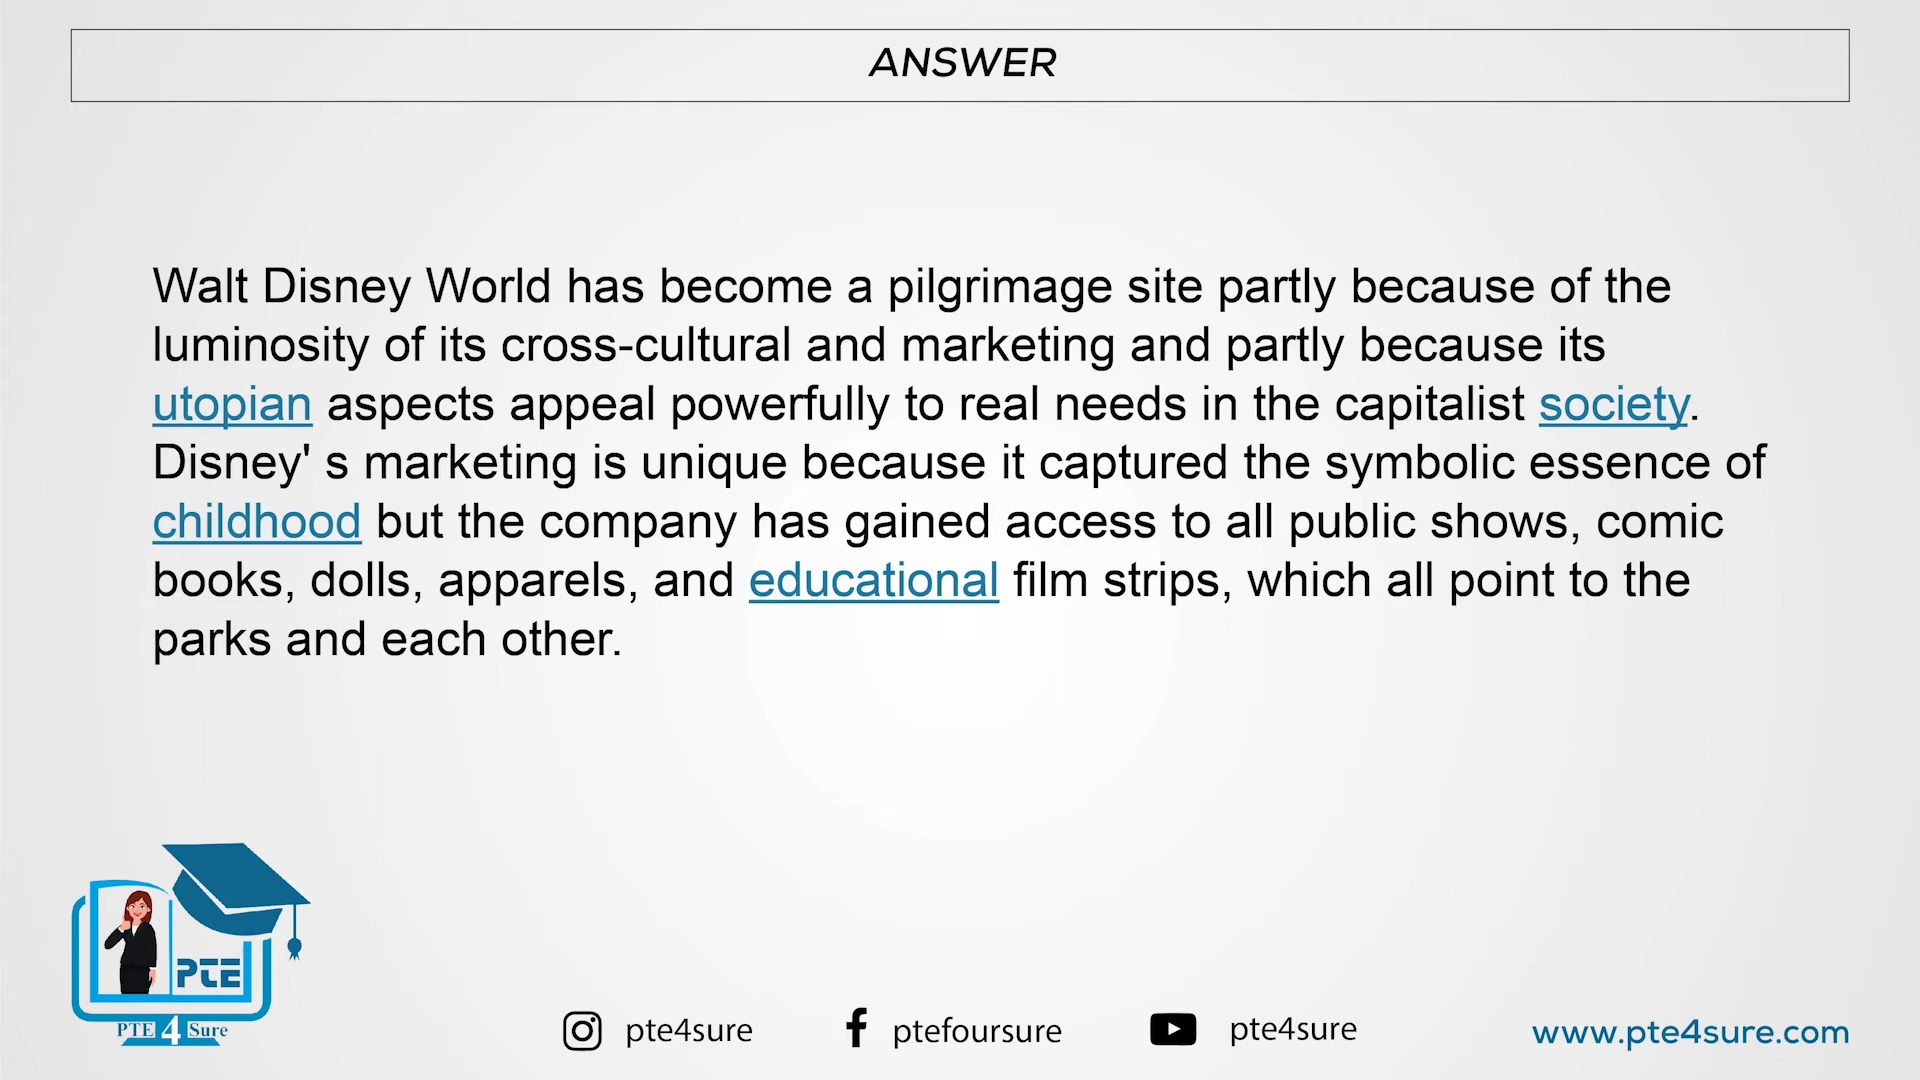 ANSWER
Walt Disney World has become a pilgrimage site partly because of the
luminosity of its cross-cultural and marketing and partly because its
utopian aspects appeal powerfully to real needs in the capitalist society.
Disney' s marketing is unique because it captured the symbolic essence of
childhood but the company has gained access to all public shows, comic
books, dolls, apparels, and educational film strips, which all point to the
parks and each other.
PTE
PTE 4 Sure
pte4sure
ptefoursure
pte4sure
www.pte4sure.com